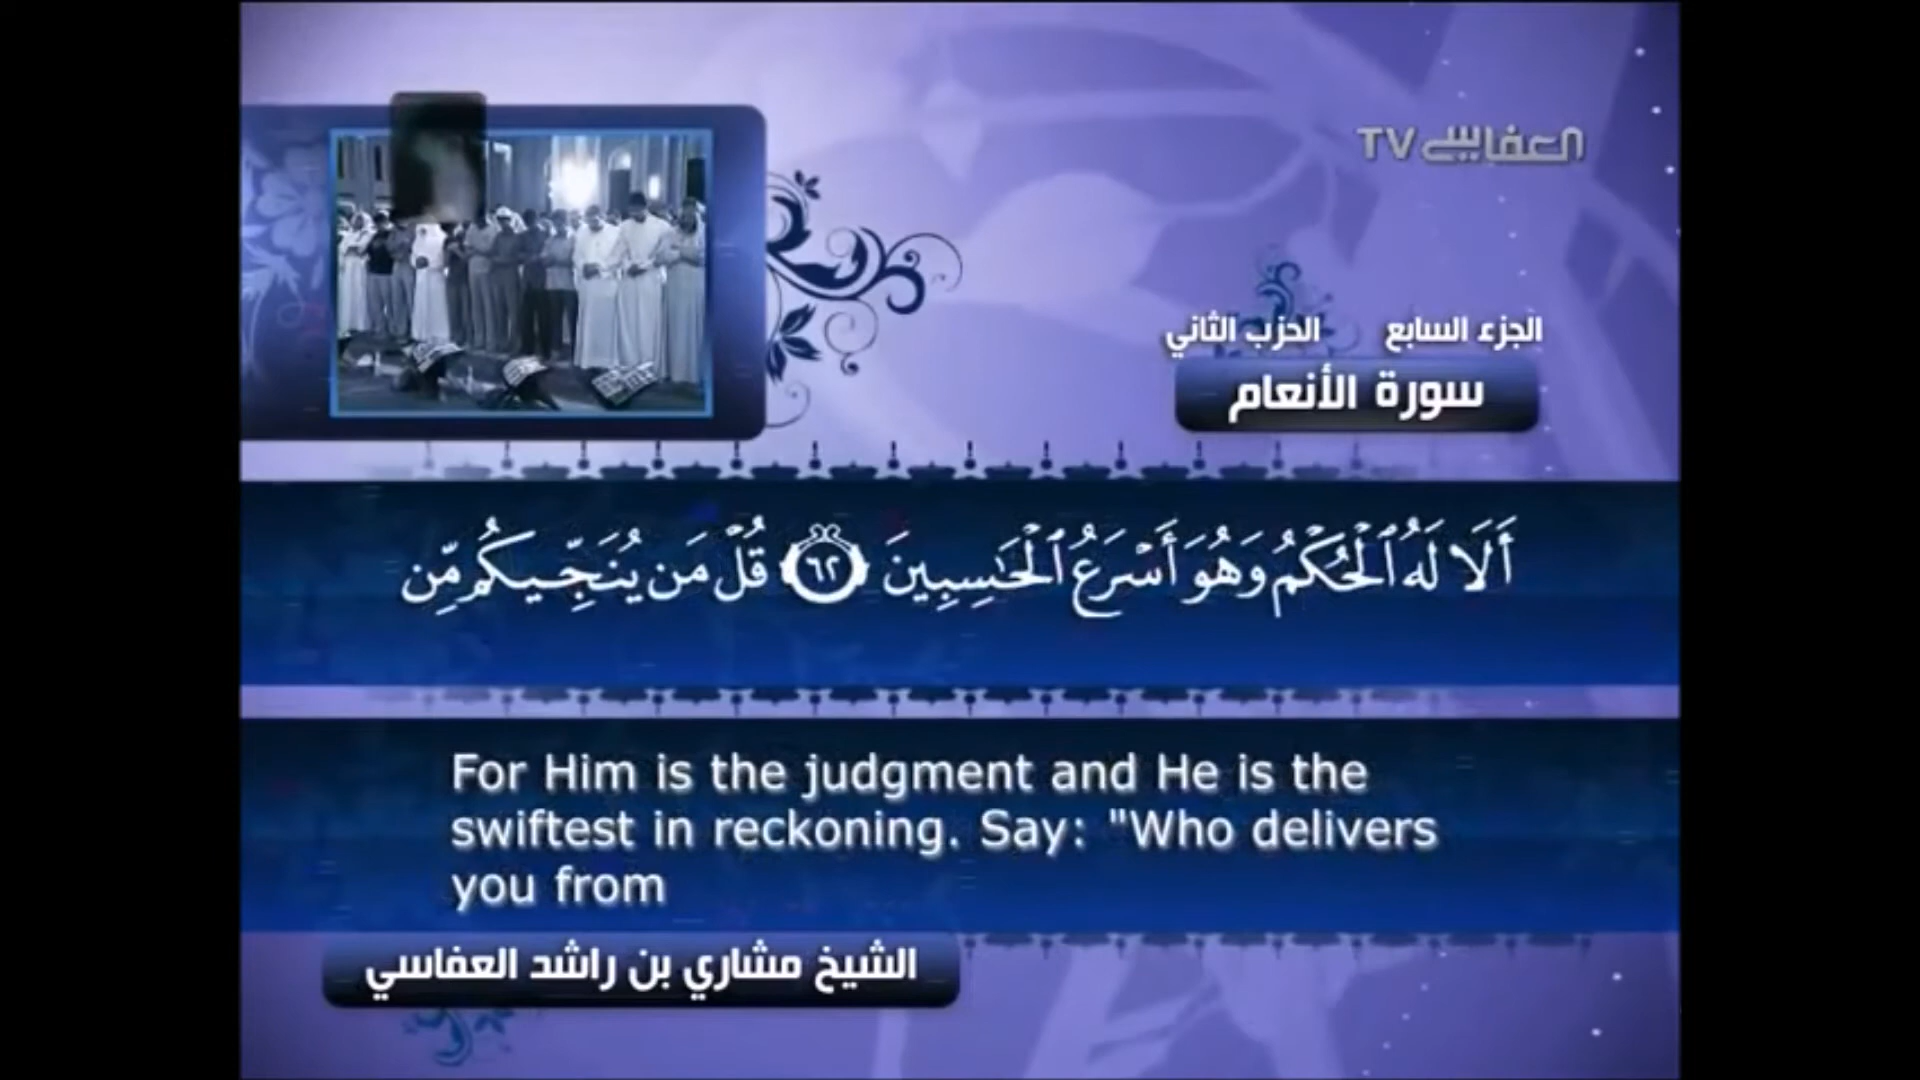 العفاسي TV
الجزء السابع الحزب الثاني
سورة الأنعام
أَلَا لَهُ ٱلْحُكْمُ وَهُوَ أَسْرَعُ ٱلْحَٰسِبِينَ ٦٢ قُلْ مَن يُنَجِّيكُم مِّن
For Him is the judgment and He is the
swiftest in reckoning. Say: "Who delivers
you from
الشيخ مشاري بن راشد العفاسي